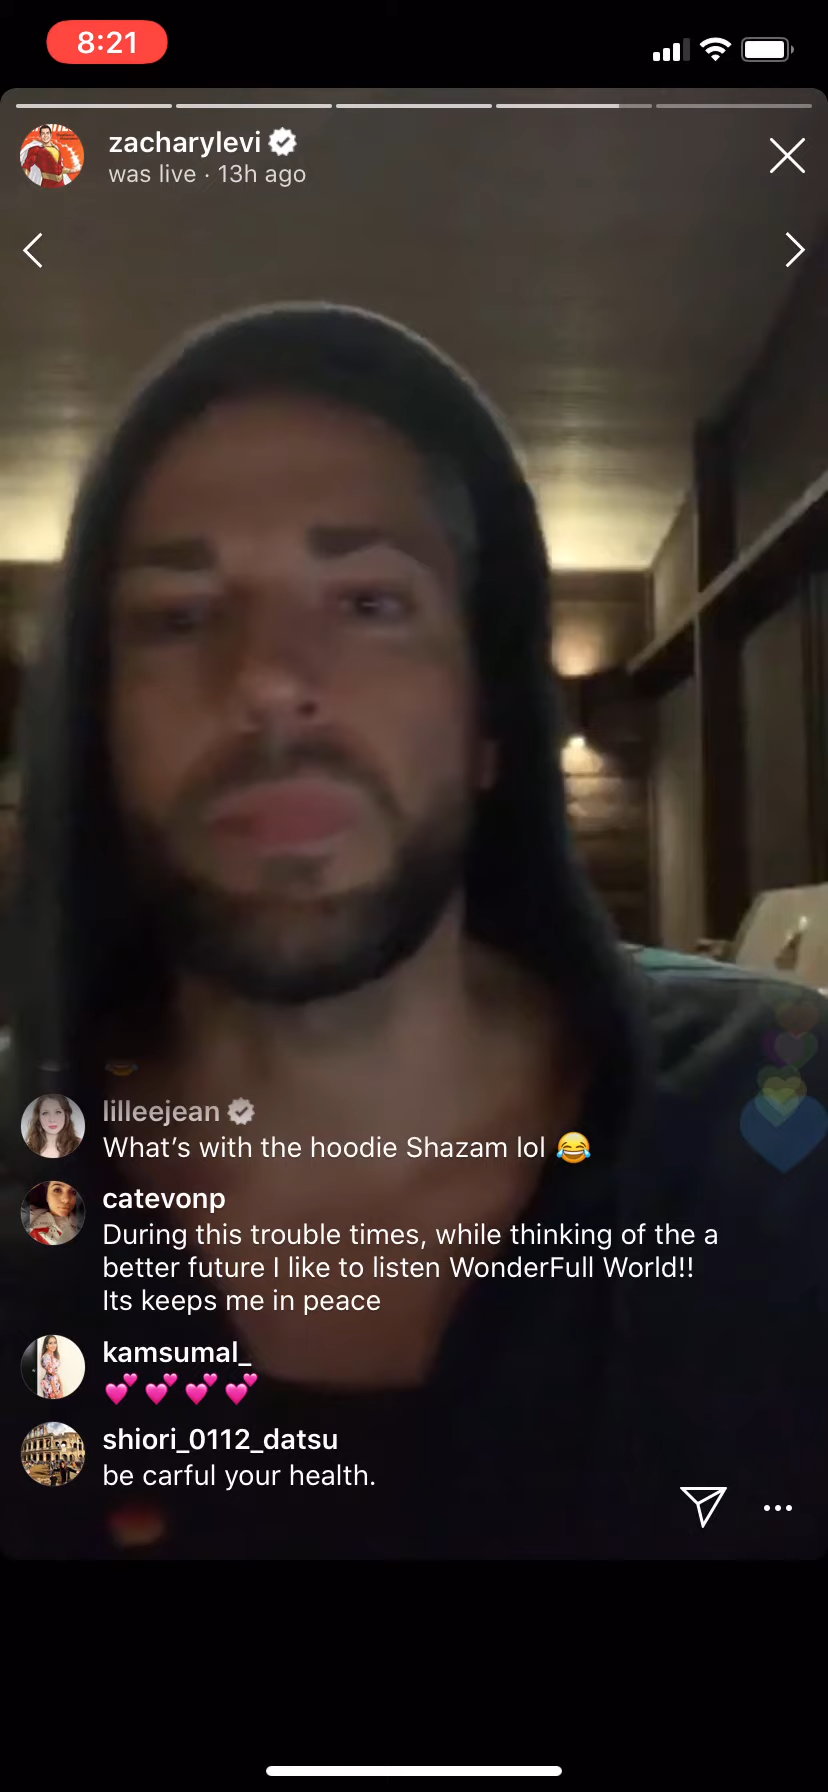 8:21
zacharylevi
was live · 13h ago
lilleejean
What’s with the hoodie Shazam lol 😂
catevonp
During this trouble times, while thinking of the a
better future I like to listen WonderFull World!!
Its keeps me in peace
kamsumal_
💕💕💕💕
shiori_0112_datsu
be carful your health.